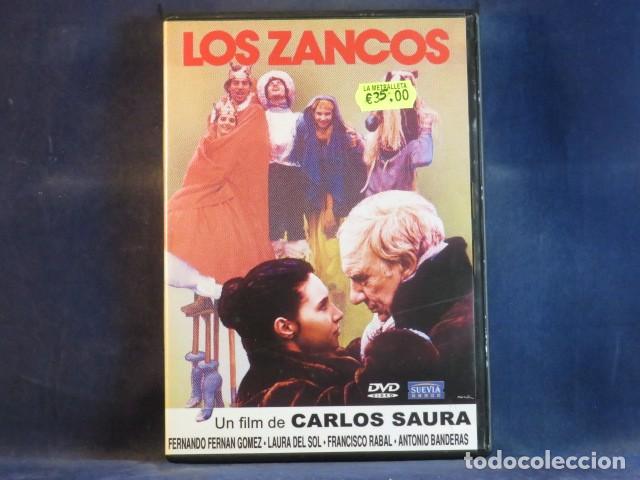 LOS ZANCOS
LA METRALLETA
€35,00
DVD
VIDEO
SUEVIA
Un film de CARLOS SAURA
FERNANDO FERNAN GOMEZ • LAURA DEL SOL • FRANCISCO RABAL • ANTONIO BANDERAS
todocoleccion